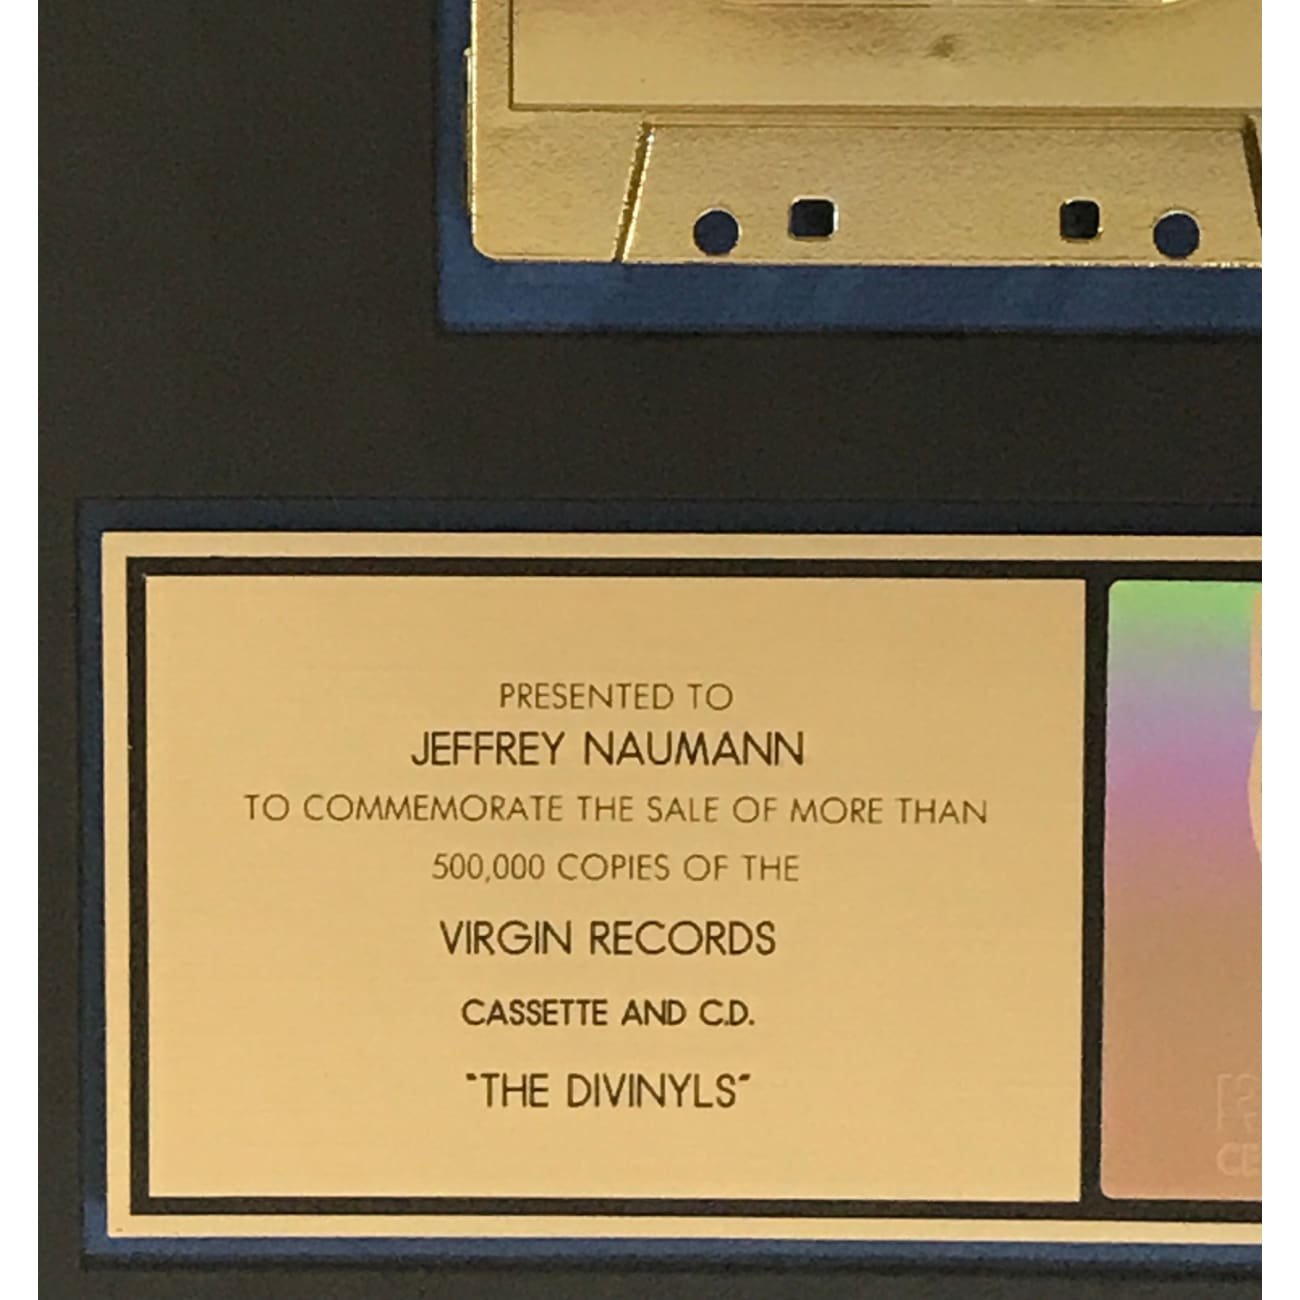 PRESENTED TO
JEFFREY NAUMANN
TO COMMEMORATE THE SALE OF MORE THAN
500,000 COPIES OF THE
VIRGIN RECORDS
CASSETTE AND C.D.
"THE DIVINYLS"
CE